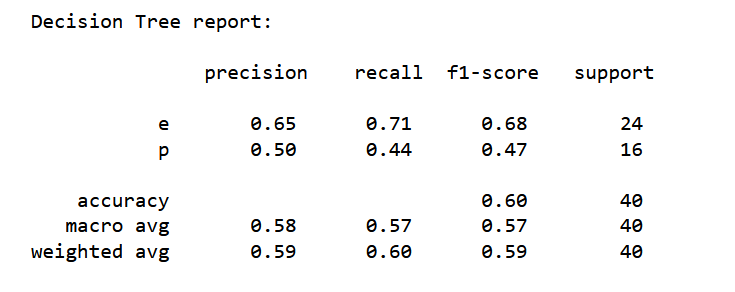 Decision Tree report:
precision recall f1-score support
e 0.65 0.71 0.68 24
p 0.50 0.44 0.47 16
accuracy 0.60 40
macro avg 0.58 0.57 0.57 40
weighted avg 0.59 0.60 0.59 40